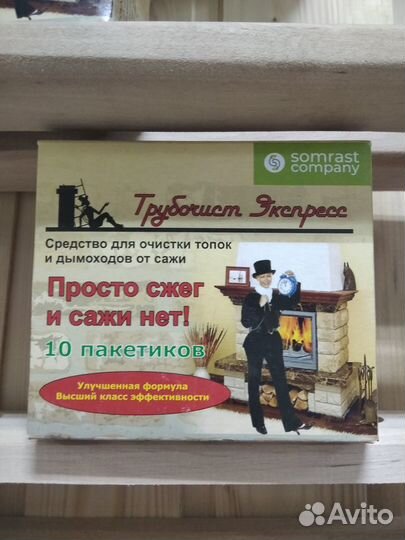 somrast
company
Трубочист Экспресс
Средство для очистки топок
и дымоходов от сажи
Просто сжег
и сажи нет!
10 пакетиков
Улучшенная формула
Высший класс эффективности
Avito